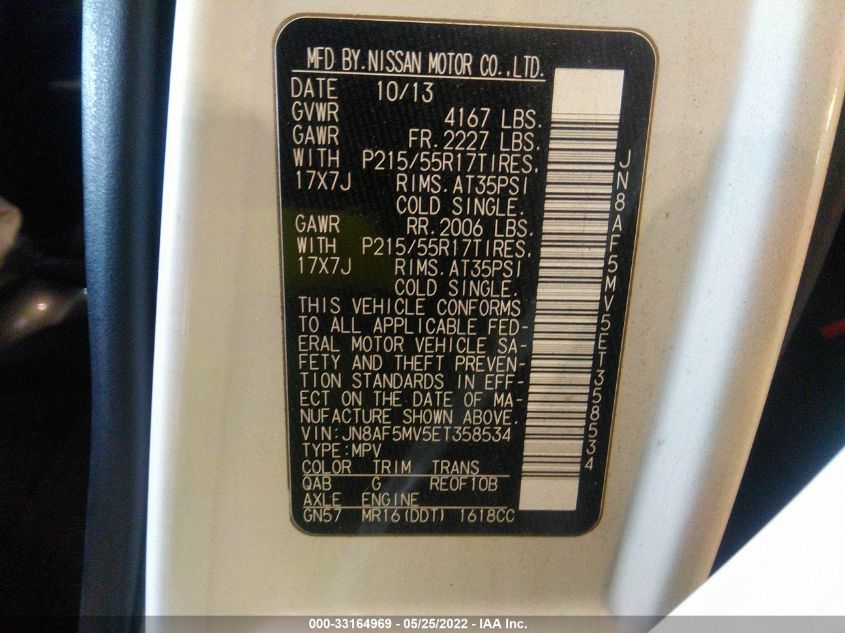 MFD BY.NISSAN MOTOR CO.,LTD.
DATE 10/13
GVWR 4167 LBS.
GAWR FR.2227 LBS.
WITH P215/55R17TIRES,
17X7J RIMS.AT35PSI
COLD SINGLE.
GAWR RR.2006 LBS.
WITH P215/55R17TIRES,
17X7J RIMS.AT35PSI
COLD SINGLE.
THIS VEHICLE CONFORMS
TO ALL APPLICABLE FED-
ERAL MOTOR VEHICLE SA-
FETY AND THEFT PREVEN-
TION STANDARDS IN EFF-
ECT ON THE DATE OF MA-
NUFACTURE SHOWN ABOVE.
VIN:JN8AF5MV5ET358534
TYPE:MPV
COLOR TRIM TRANS
QAB G REOF10B
AXLE ENGINE
GN57 MR16(DDT) 1618CC
JN8AF5MV5ET358534
000-33164969 - 05/25/2022 - IAA Inc.